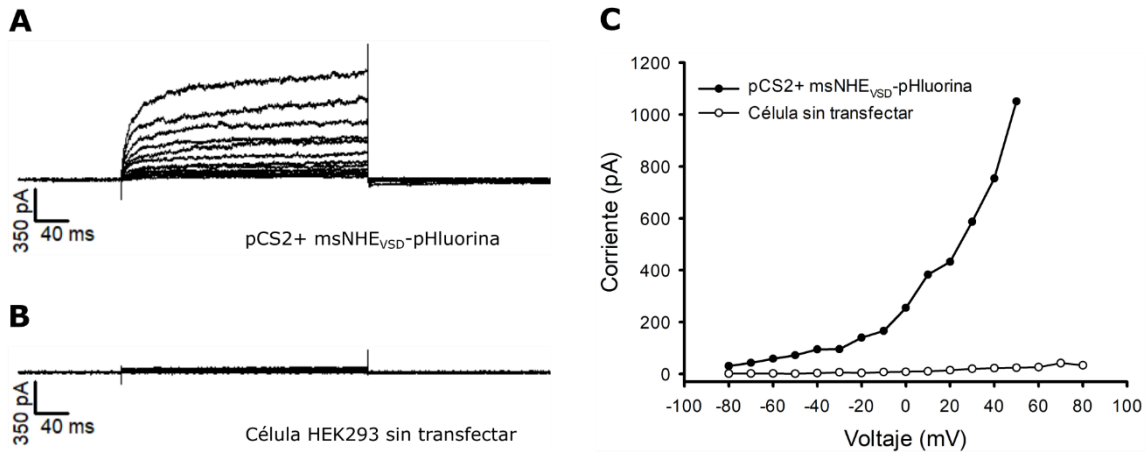 A
350 pA
40 ms
pCS2+ msNHEVSD-pHluorina
B
350 pA
40 ms
Célula HEK293 sin transfectar
C
pCS2+ msNHEVSD-pHluorina
Célula sin transfectar
Corriente (pA)
1200
1000
800
600
400
200
0
-100 -80 -60 -40 -20 0 20 40 60 80 100
Voltaje (mV)